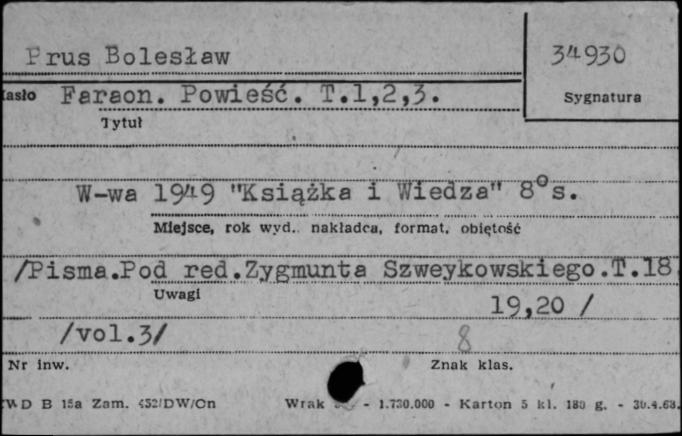 Prus Bolesław
34930
Sygnatura
Faraon. Powieść. T.1,2,3.
Tytuł
W-wa 1949 "Książka i Wiedza" 8° s.
Miejsce, rok wyd., nakładca, format, objętość
/Pisma.Pod red.Zygmunta Szweykowskiego.T.18
Uwagi
19,20 /
/vol.3/
8
Nr inw.
Znak klas.
D B 15a Zam. 452/DW/Cn Wrak - 1.730.000 - Karton 5 kl. 180 g. - 30.4.63.